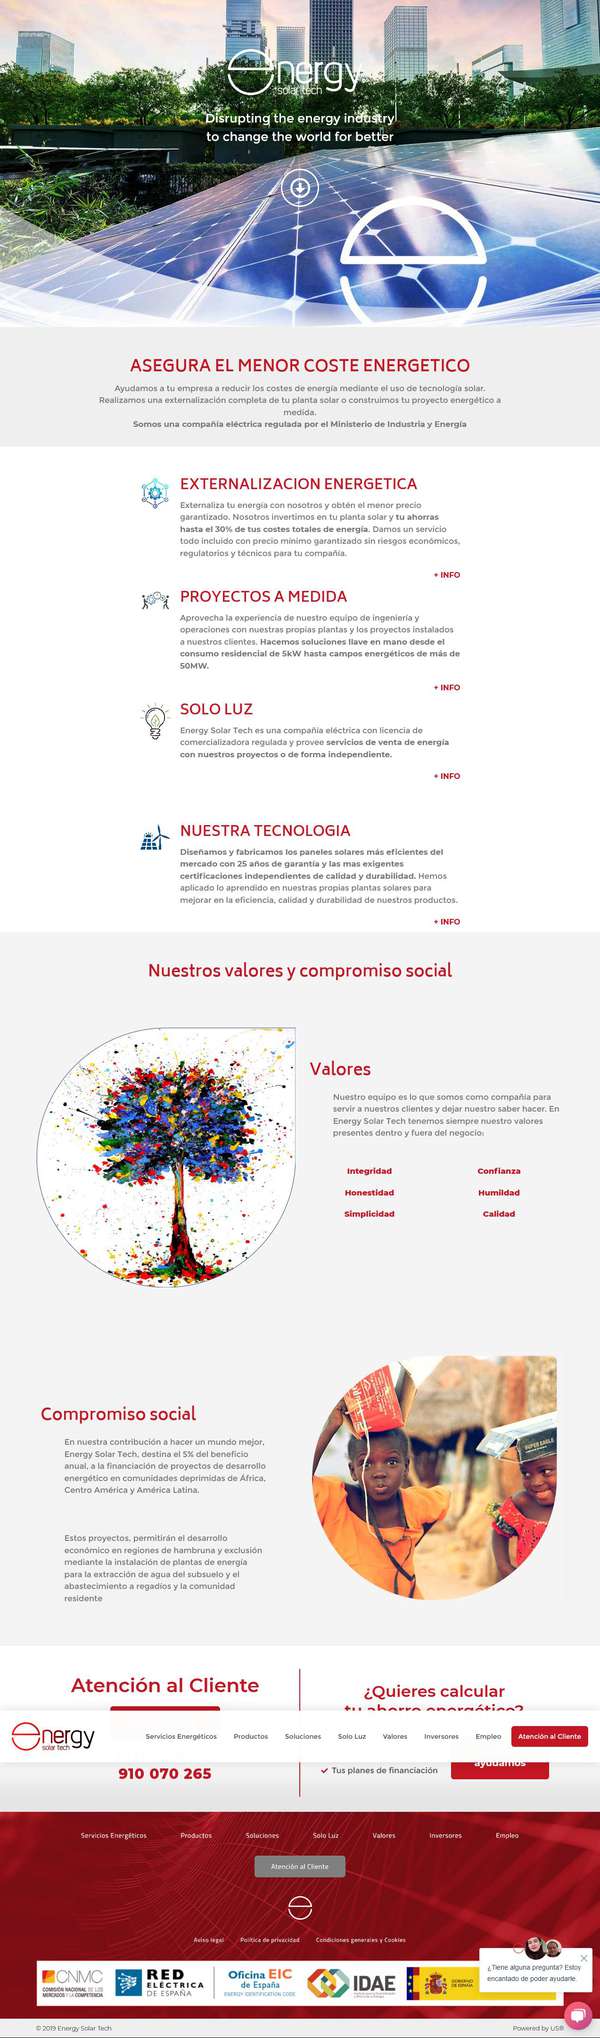 energy
solar tech
Disrupting the energy industry
to change the world for better
ASEGURA EL MENOR COSTE ENERGETICO
Ayudamos a tu empresa a reducir los costes de energía mediante el uso de tecnología solar.
Realizamos una externalización completa de tu planta solar o construimos tu proyecto energético a
medida.
Somos una compañía eléctrica regulada por el Ministerio de Industria y Energía
EXTERNALIZACION ENERGETICA
Externaliza tu energía con nosotros y obtén el menor precio
garantizado. Nosotros invertimos en tu planta solar y tu ahorras
hasta el 30% de tus costes totales de energía. Damos un servicio
todo incluido con precio mínimo garantizado sin riesgos económicos,
regulatorios y técnicos para tu compañía.
+ INFO
PROYECTOS A MEDIDA
Aprovecha la experiencia de nuestro equipo de ingeniería y
operaciones con nuestras propias plantas y los proyectos instalados
a nuestros clientes. Hacemos soluciones llave en mano desde el
consumo residencial de 5kW hasta campos energéticos de más de
50MW.
+ INFO
SOLO LUZ
Energy Solar Tech es una compañía eléctrica con licencia de
comercializadora regulada y provee servicios de venta de energía
con nuestros proyectos o de forma independiente.
+ INFO
NUESTRA TECNOLOGIA
Diseñamos y fabricamos los paneles solares más eficientes del
mercado con 25 años de garantía y las mas exigentes
certificaciones independientes de calidad y durabilidad. Hemos
aplicado lo aprendido en nuestras propias plantas solares para
mejorar en la eficiencia, calidad y durabilidad de nuestros productos.
+ INFO
Nuestros valores y compromiso social
Valores
Nuestro equipo es lo que somos como compañía para
servir a nuestros clientes y dejar nuestro saber hacer. En
Energy Solar Tech tenemos siempre nuestro valores
presentes dentro y fuera del negocio:
Integridad Confianza
Honestidad Humildad
Simplicidad Calidad
Compromiso social
En nuestra contribución a hacer un mundo mejor,
Energy Solar Tech, destina el 5% del beneficio
anual, a la financiación de proyectos de desarrollo
energético en comunidades deprimidas de África,
Centro América y América Latina.
Estos proyectos, permitirán el desarrollo
económico en regiones de hambruna y exclusión
mediante la instalación de plantas de energía
para la extracción de agua del subsuelo y el
abastecimiento a regadíos y la comunidad
residente
SUPER EAGLE
Atención al Cliente
¿Quieres calcular
tu ahorro energético?
energy
solar tech
Servicios Energéticos Productos Soluciones Solo Luz Valores Inversores Empleo Atención al Cliente
910 070 265
Tus planes de financiación
ayudamos
Servicios Energéticos Productos Soluciones Solo Luz Valores Inversores Empleo
Atención al Cliente
Aviso legal Política de privacidad Condiciones generales y Cookies
CNMC
COMISIÓN NACIONAL DE LOS
MERCADOS Y LA COMPETENCIA
RED
ELÉCTRICA
DE ESPAÑA
Oficina EIC
de España
ENERGY IDENTIFICATION CODE
IDAE
GOBIERNO
DE ESPAÑA
¿Tiene alguna pregunta? Estoy
encantado de poder ayudarle.
© 2019 Energy Solar Tech
Powered by US®